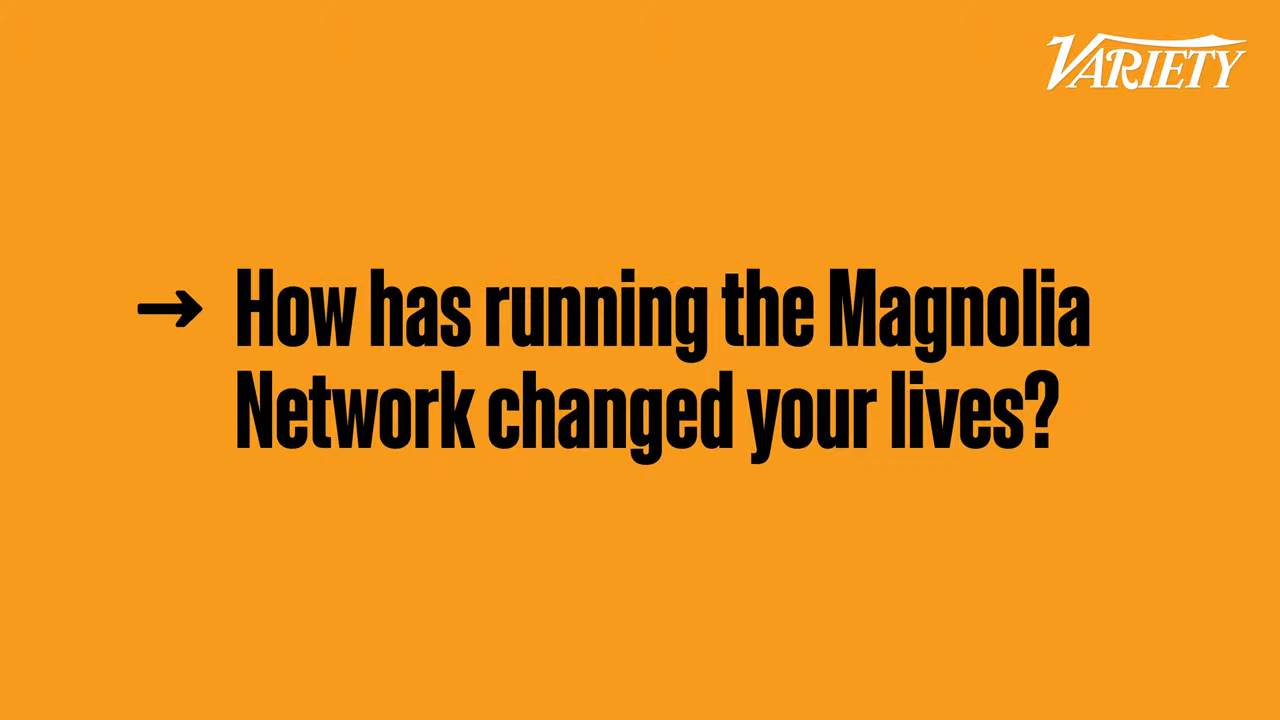 VARIETY
→ How has running the Magnolia
Network changed your lives?